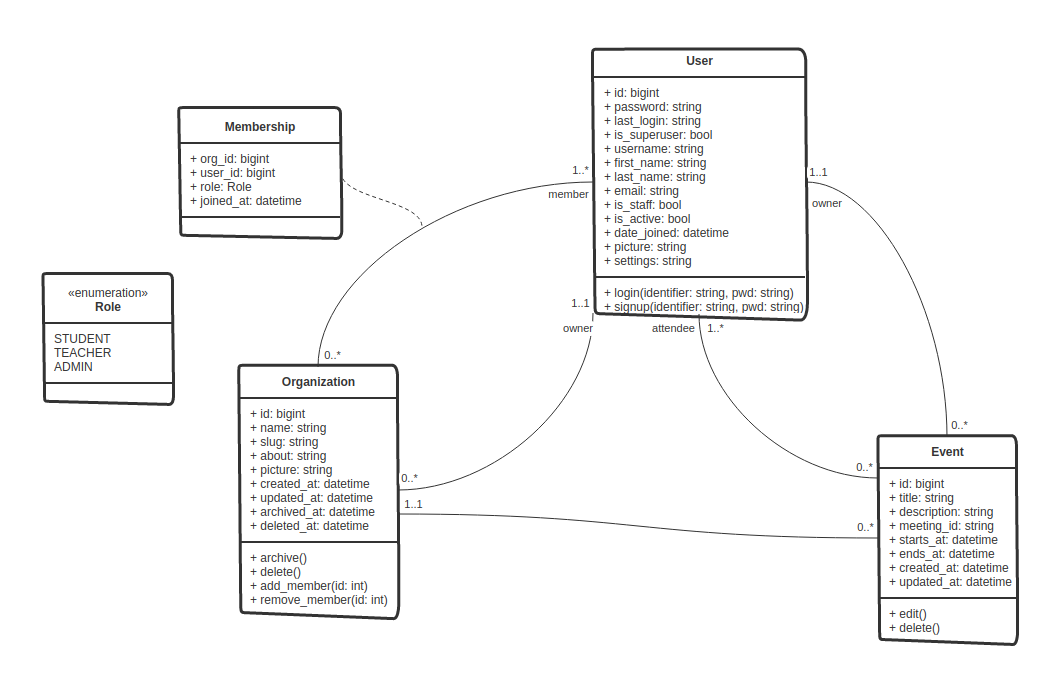 User
+ id: bigint
+ password: string
+ last_login: string
+ is_superuser: bool
+ username: string
+ first_name: string
+ last_name: string
+ email: string
+ is_staff: bool
+ is_active: bool
+ date_joined: datetime
+ picture: string
+ settings: string
+ login(identifier: string, pwd: string)
+ signup(identifier: string, pwd: string)
Membership
+ org_id: bigint
+ user_id: bigint
+ role: Role
+ joined_at: datetime
1..*
member
1..1
owner
«enumeration»
Role
STUDENT
TEACHER
ADMIN
1..1
owner
attendee
1..*
0..*
Organization
+ id: bigint
+ name: string
+ slug: string
+ about: string
+ picture: string
+ created_at: datetime
+ updated_at: datetime
+ archived_at: datetime
+ deleted_at: datetime
+ archive()
+ delete()
+ add_member(id: int)
+ remove_member(id: int)
0..*
1..1
0..*
0..*
0..*
Event
+ id: bigint
+ title: string
+ description: string
+ meeting_id: string
+ starts_at: datetime
+ ends_at: datetime
+ created_at: datetime
+ updated_at: datetime
+ edit()
+ delete()